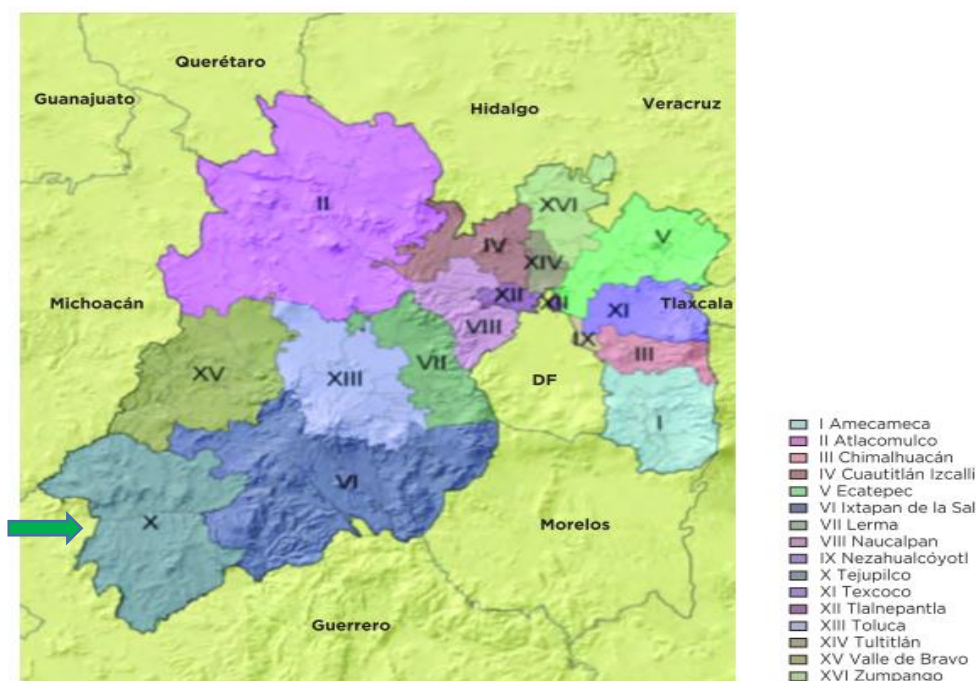 Querétaro
Guanajuato
Hidalgo
Veracruz
II
XVI
V
IV
XIV
Michoacán
XII
XII
XI
Tlaxcala
VIII
IX
III
XV
XIII
VII
DF
I
VI
X
Morelos
Guerrero
I Amecameca
II Atlacomulco
III Chimalhuacán
IV Cuautitlán Izcalli
V Ecatepec
VI Ixtapan de la Sal
VII Lerma
VIII Naucalpan
IX Nezahualcóyotl
X Tejupilco
XI Texcoco
XII Tlalnepantla
XIII Toluca
XIV Tultitlán
XV Valle de Bravo
XVI Zumpango